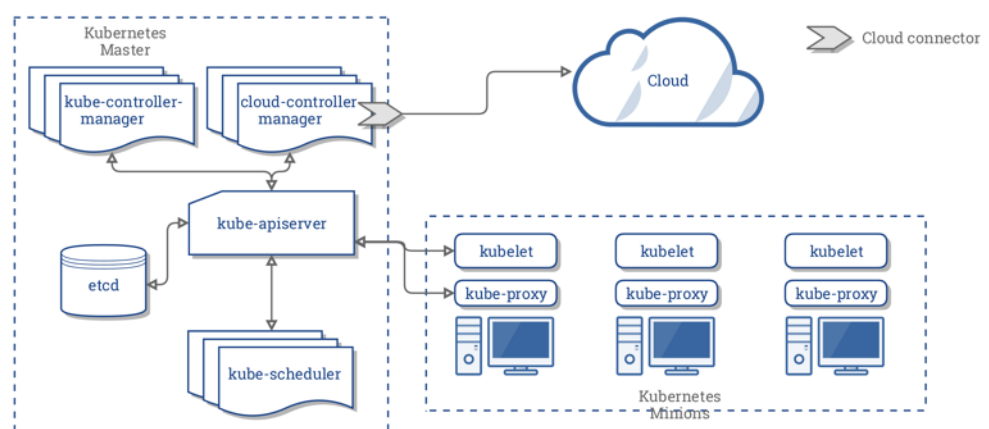 Kubernetes
Master
kube-controller-
manager
cloud-controller
manager
Cloud
Cloud connector
kube-apiserver
etcd
kube-scheduler
kubelet
kubelet
kubelet
kube-proxy
kube-proxy
kube-proxy
Kubernetes
Minions